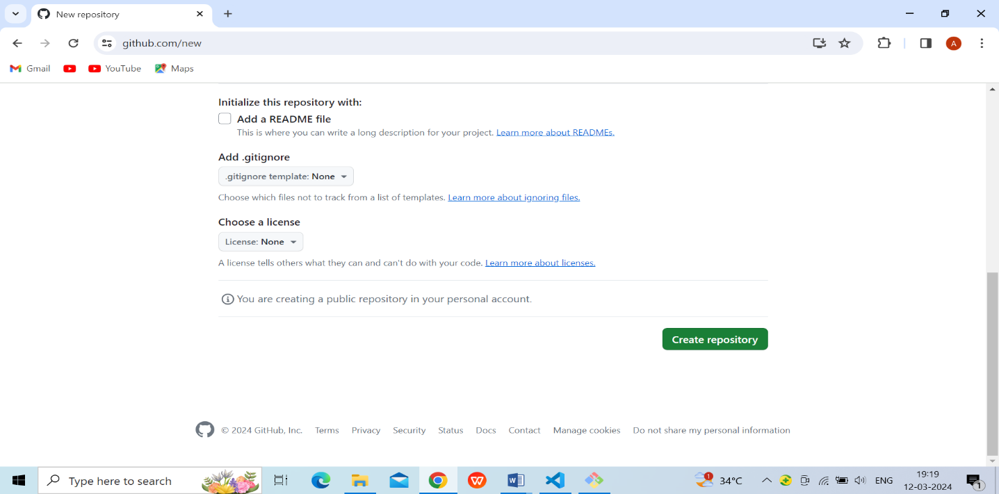 New repository
github.com/new
A
Gmail
YouTube
Maps
Initialize this repository with:
Add a README file
This is where you can write a long description for your project. Learn more about READMEs.
Add .gitignore
.gitignore template: None
Choose which files not to track from a list of templates. Learn more about ignoring files.
Choose a license
License: None
A license tells others what they can and can't do with your code. Learn more about licenses.
You are creating a public repository in your personal account.
Create repository
© 2024 GitHub, Inc. Terms Privacy Security Status Docs Contact Manage cookies Do not share my personal information
Type here to search
W
W
1
34°C
ENG
19:19
12-03-2024
1